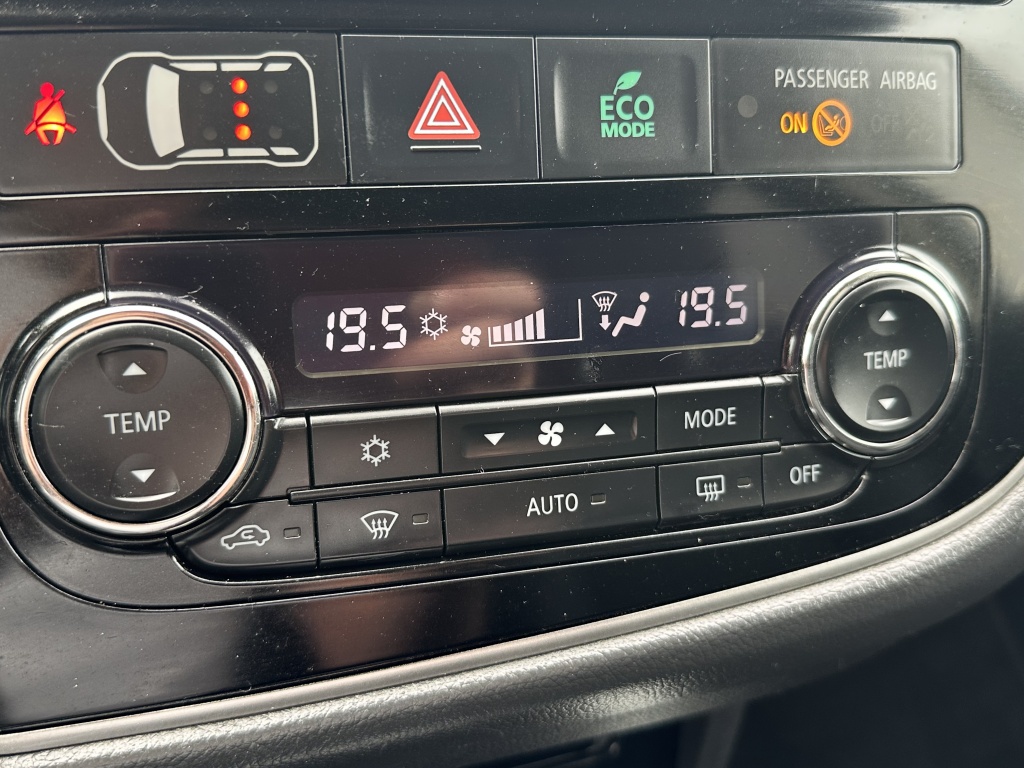 PASSENGER AIRBAG
ECO
MODE
ON OFF
19.5 19.5
TEMP
TEMP
MODE
AUTO
OFF